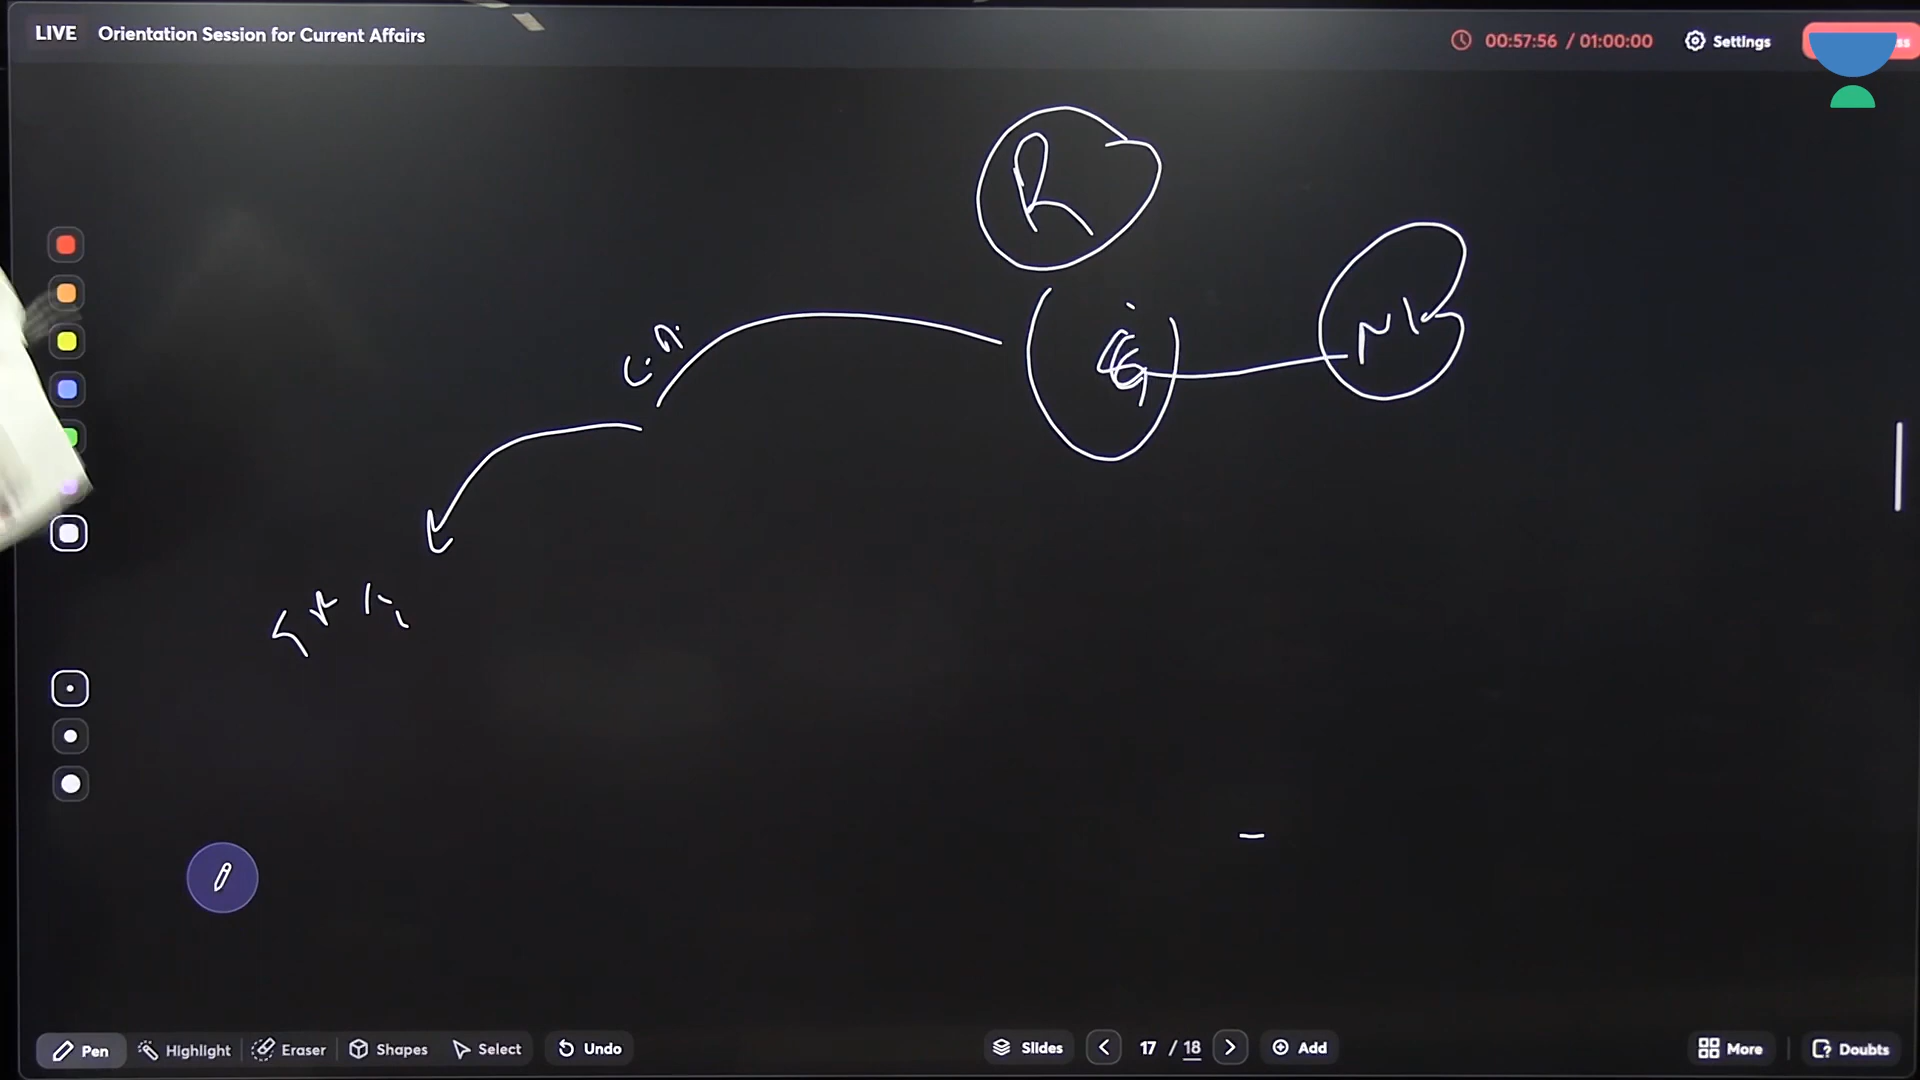 LIVE Orientation Session for Current Affairs
00:57:56 / 01:00:00
Settings
R
NK
Pen
Highlight
Eraser
Shapes
Select
Undo
Slides
17 / 18
Add
More
Doubts